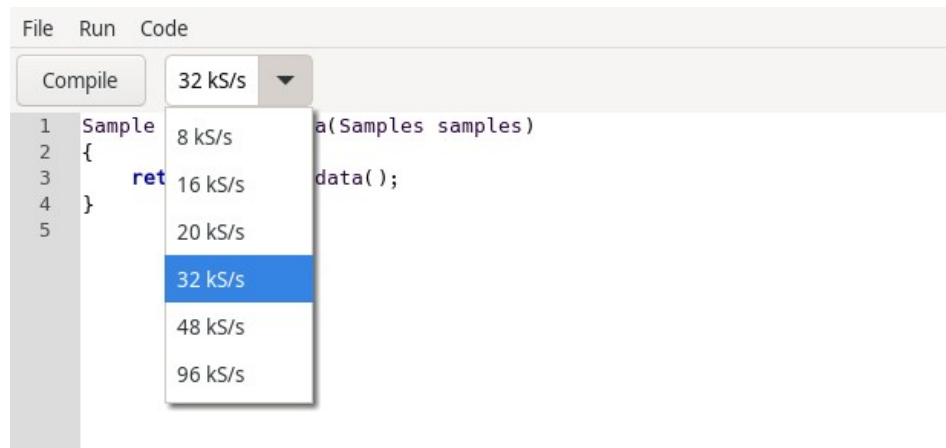 File Run Code
Compile 32 kS/s
1 Sample a(Samples samples)
2 {
3 ret data();
4 }
5
8 kS/s
16 kS/s
20 kS/s
32 kS/s
48 kS/s
96 kS/s